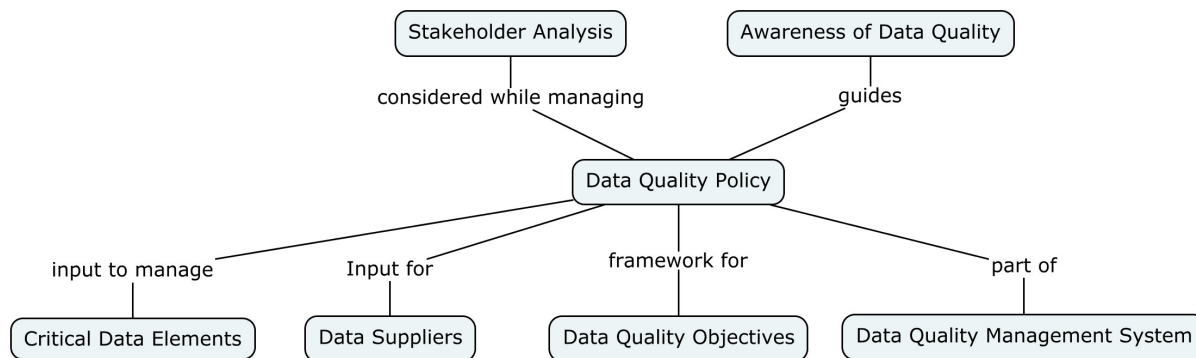 Stakeholder Analysis
Awareness of Data Quality
considered while managing
guides
Data Quality Policy
input to manage
Input for
framework for
part of
Critical Data Elements
Data Suppliers
Data Quality Objectives
Data Quality Management System